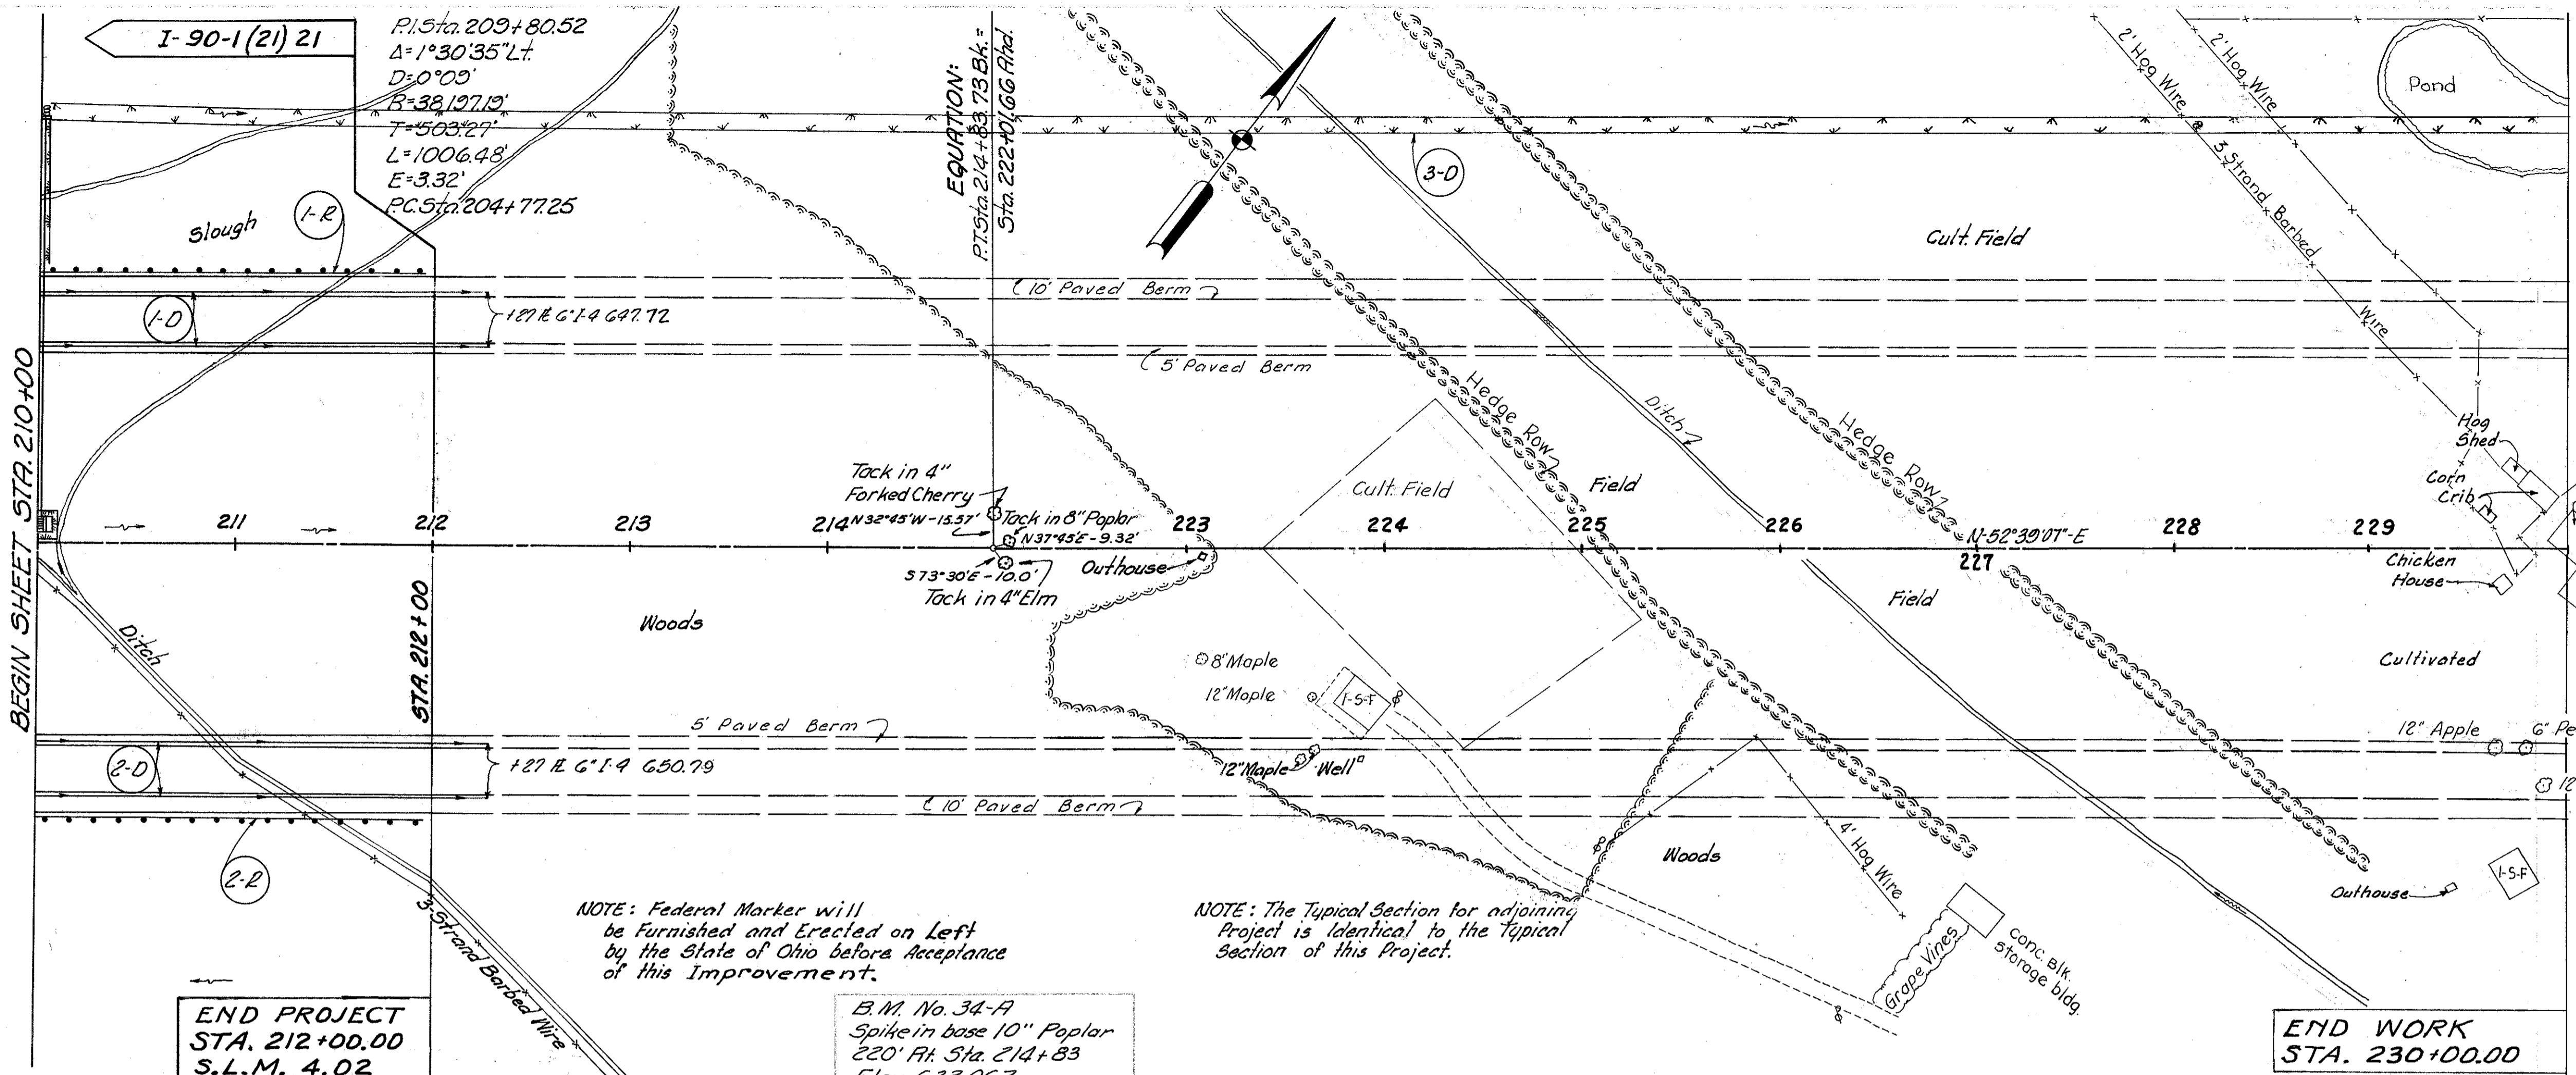 I-90-1(21)21
P.I. Sta. 209+80.52
Δ=1°30'35"Lt.
D=0°09'
R=38,197.19'
T=503.27'
L=1006.48'
E=3.32'
P.C. Sta. 204+77.25
EQUATION:
P.T. Sta. 214+83.73 Bk.=
Sta. 222+01.66 Ahd.
2' Hog Wire
2' Hog Wire
Pond
3 Strand Barbed
Wire
3-D
Slough
1-R
Cult. Field
10' Paved Berm
1-D
+27 R 6" I-4 647.72
5' Paved Berm
BEGIN SHEET STA. 210+00
Hedge Row
Ditch
Hedge Row
Hog
Shed
Corn
Crib
Tack in 4"
Forked Cherry
N32°45'W-15.57'
Tack in 8" Poplar
N37°45'E-9.32'
Cult. Field
Field
211
212
213
214
223
224
225
226
227
228
229
N-52°39'07"-E
S73°30'E-10.0'
Tack in 4" Elm
Outhouse
Chicken
House
Field
STA. 212+00
Woods
Ditch
8" Maple
12" Maple
1-S-F
Cultivated
5' Paved Berm
12" Apple
2-D
+27 R 6" I-4 650.79
12" Maple
Well
10' Paved Berm
2-R
Woods
4' Hog Wire
1-S-F
Outhouse
3-Strand Barbed Wire
NOTE: Federal Marker will
be Furnished and Erected on Left
by the State of Ohio before Acceptance
of this Improvement.
NOTE: The Typical Section for adjoining
Project is Identical to the Typical
Section of this Project.
Grape Vines
Conc. Blk.
Storage bldg.
END PROJECT
STA. 212+00.00
S.L.M. 4.02
B.M. No. 34-A
Spike in base 10" Poplar
220' Rt. Sta. 214+83
END WORK
STA. 230+00.00